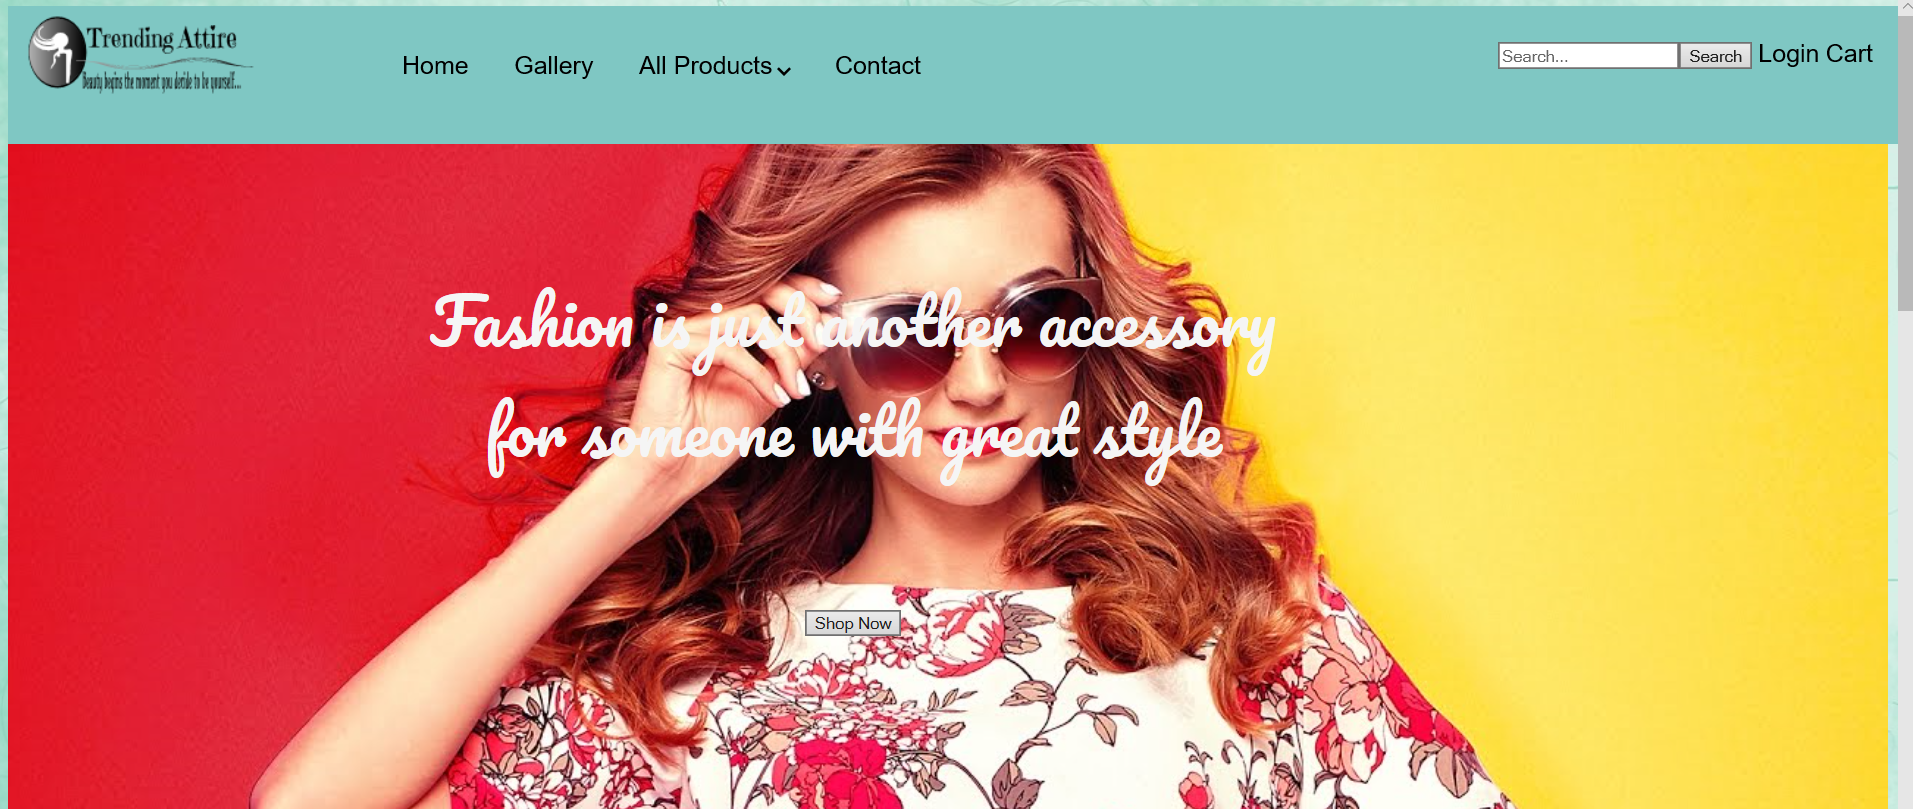 Trending Attire
Beauty begins the moment you decide to be yourself...
Home Gallery All Products Contact
Search... Search Login Cart
Fashion is just another accessory
for someone with great style
Shop Now